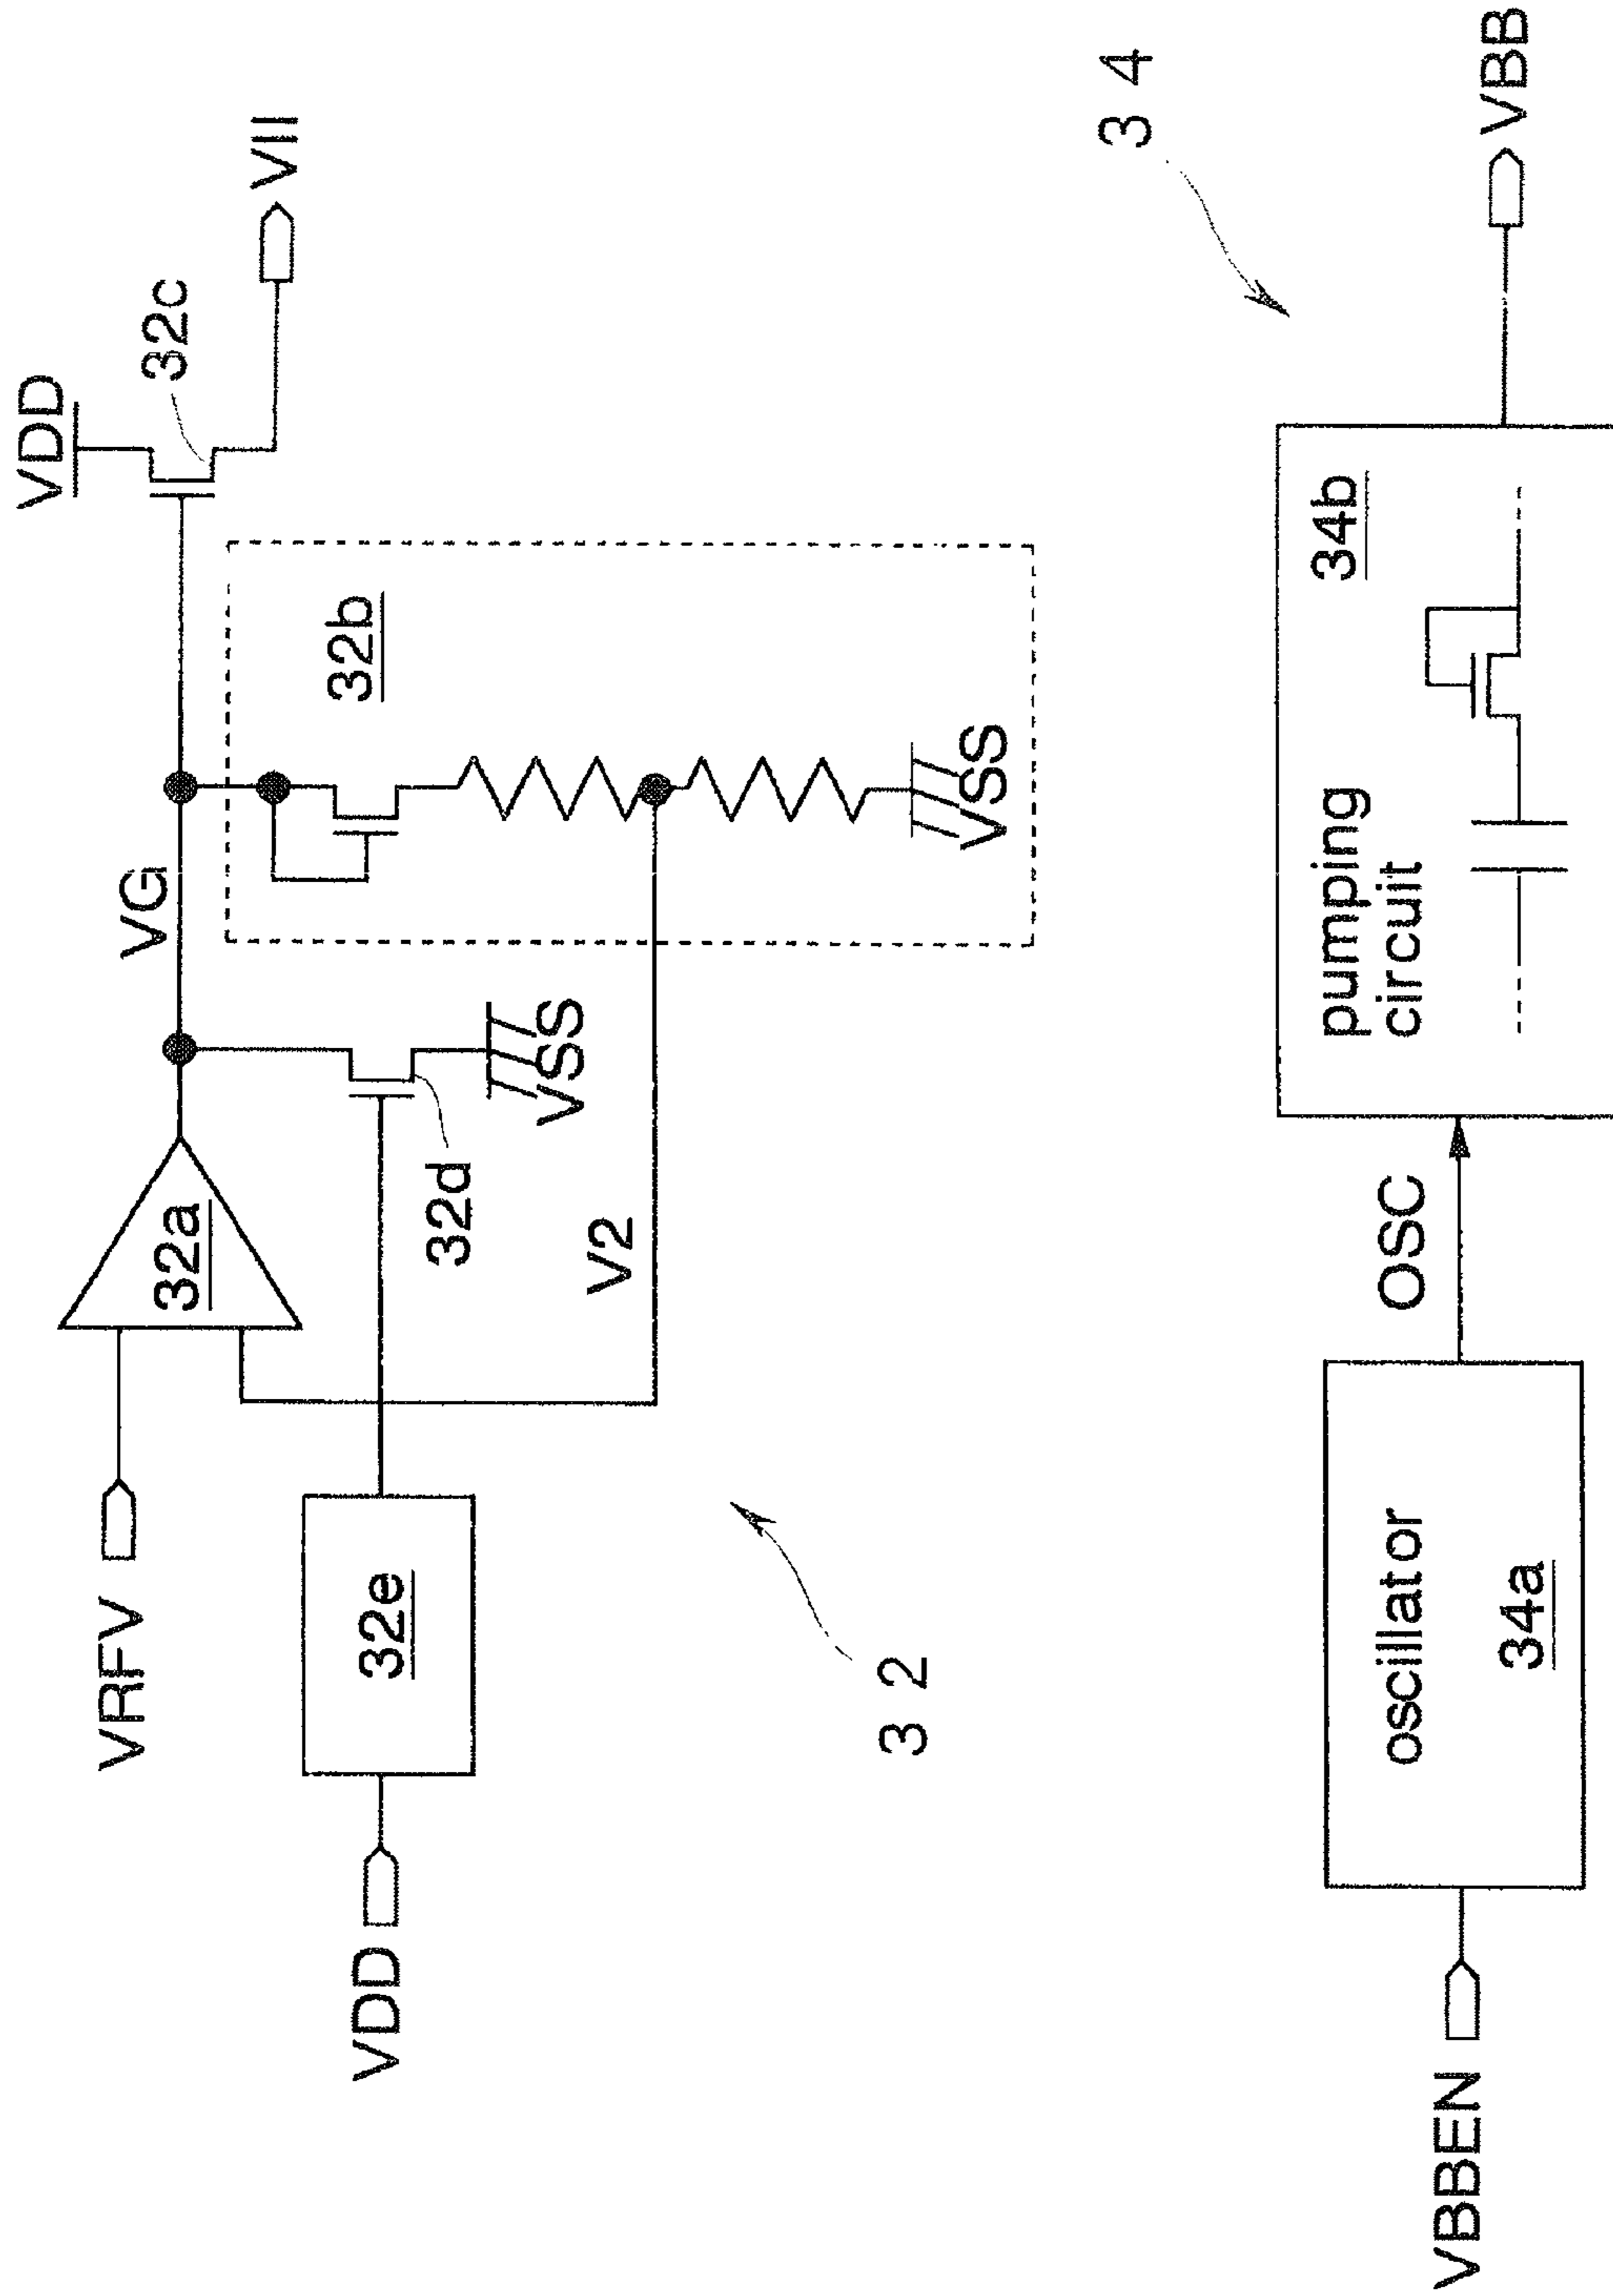 VDD
32c
VII
VG
32b
VSS
32a
VRFV
32d
VSS
V2
32e
VDD
32
34
pumping
circuit
34b
VBB
OSC
oscillator
34a
VBBEN